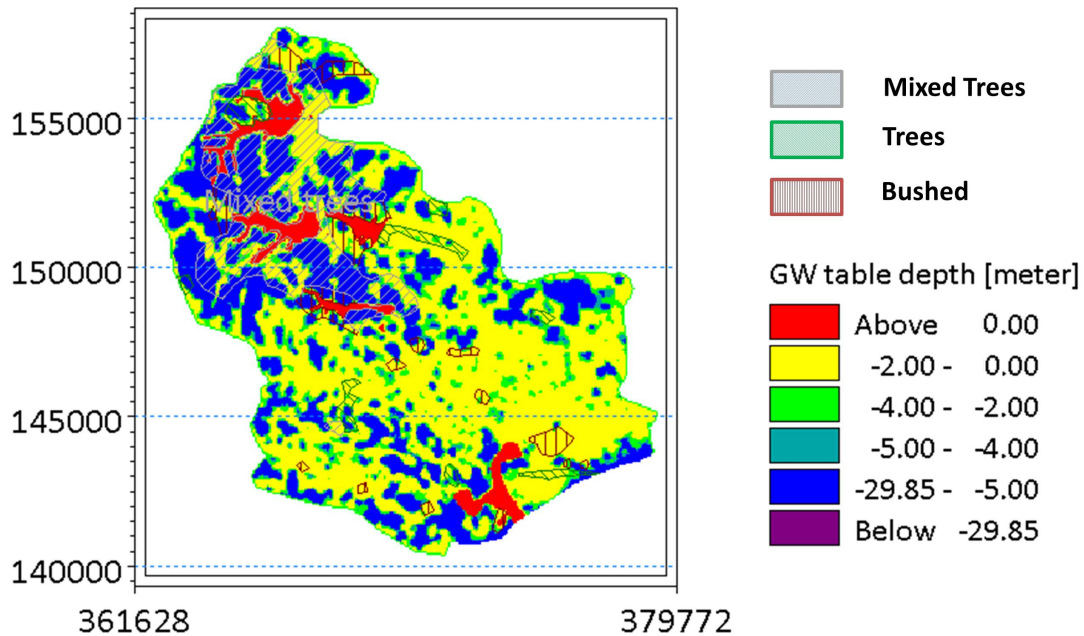 155000
150000
145000
140000
361628
379772
Mixed trees
Mixed Trees
Trees
Bushed
GW table depth [meter]
Above 0.00
-2.00 - 0.00
-4.00 - -2.00
-5.00 - -4.00
-29.85 - -5.00
Below -29.85